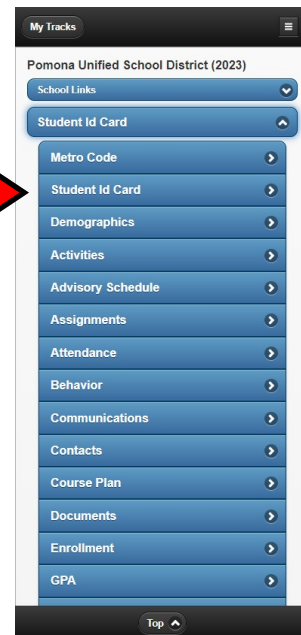 My Tracks
Pomona Unified School District (2023)
School Links
Student Id Card
Metro Code
Student Id Card
Demographics
Activities
Advisory Schedule
Assignments
Attendance
Behavior
Communications
Contacts
Course Plan
Documents
Enrollment
GPA
Top